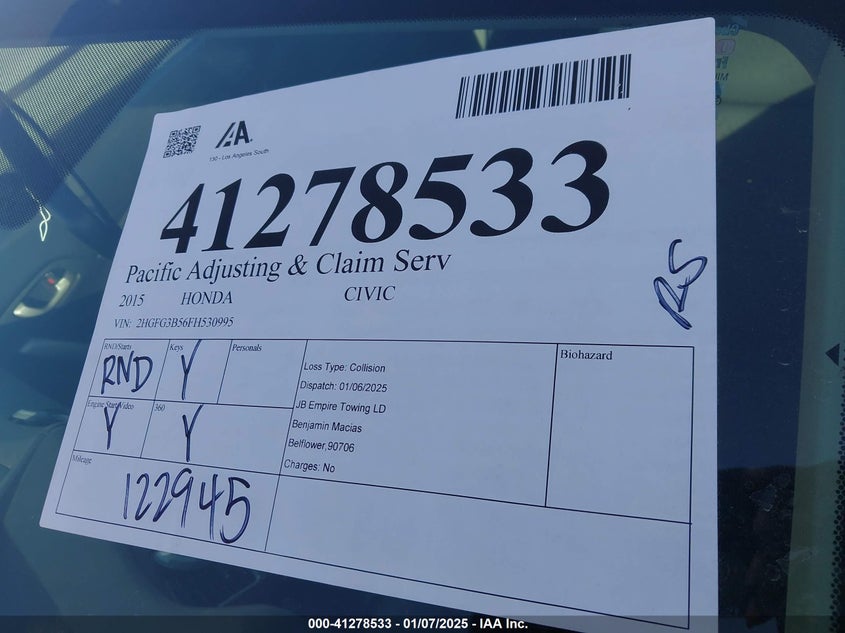 IAA.
130 - Los Angeles South
41278533
Pacific Adjusting & Claim Serv
2015 HONDA CIVIC
VIN: 2HGFG3B56FH530995
RS
RND/Starts Keys Personals
RND Y
Engine Start Video 360
Y Y
Mileage
122945
Loss Type: Collision
Dispatch: 01/06/2025
JB Empire Towing LD
Benjamin Macias
Belflower,90706
Charges: No
Biohazard
000-41278533 - 01/07/2025 - IAA Inc.